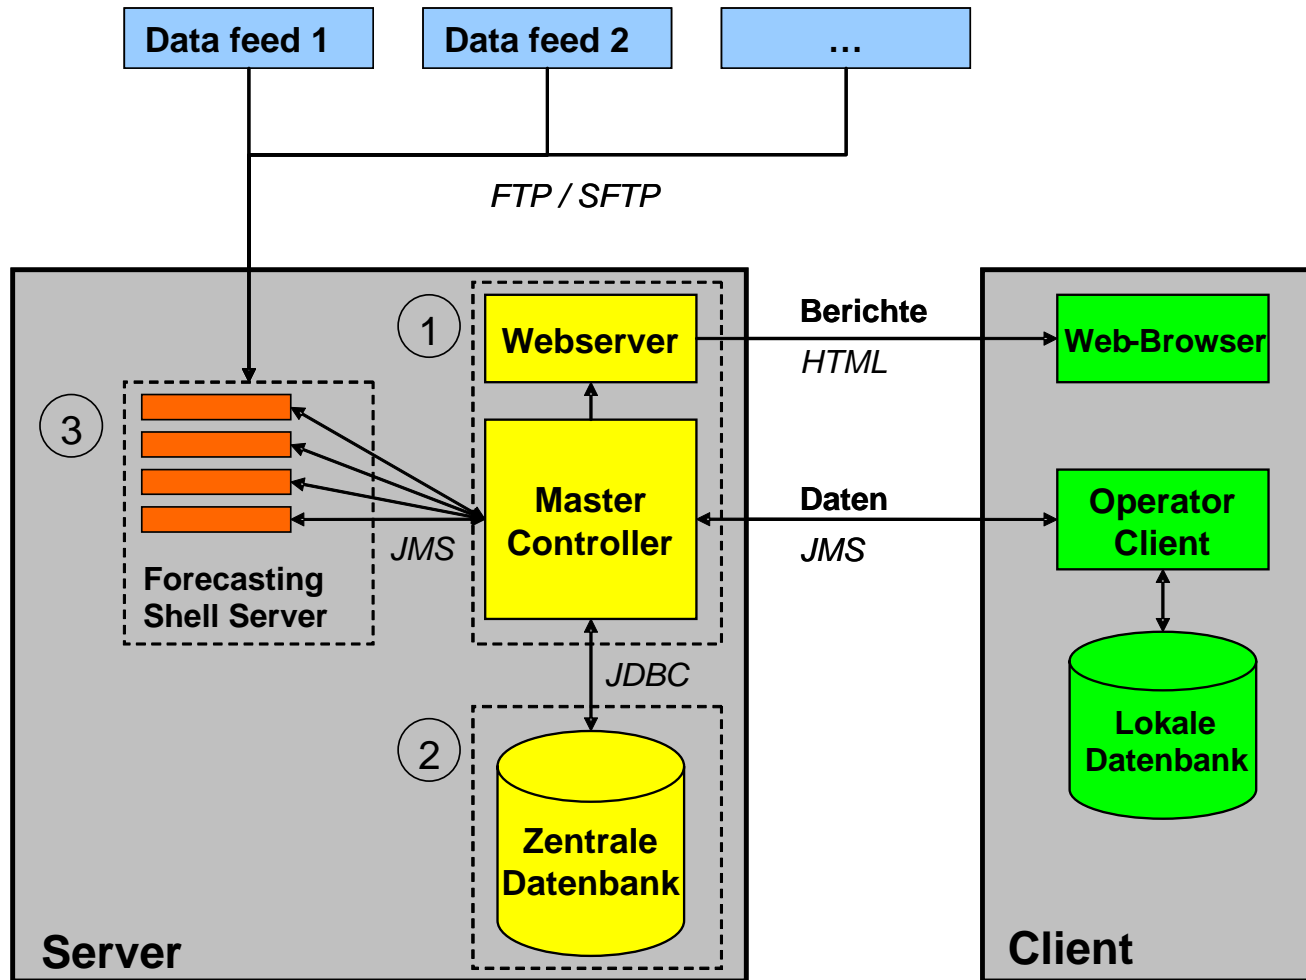 Data feed 1
Data feed 2
...
FTP / SFTP
1
Webserver
Berichte
HTML
Web-Browser
3
Forecasting
Shell Server
JMS
Master
Controller
Daten
JMS
Operator
Client
JDBC
2
Zentrale
Datenbank
Lokale
Datenbank
Server
Client